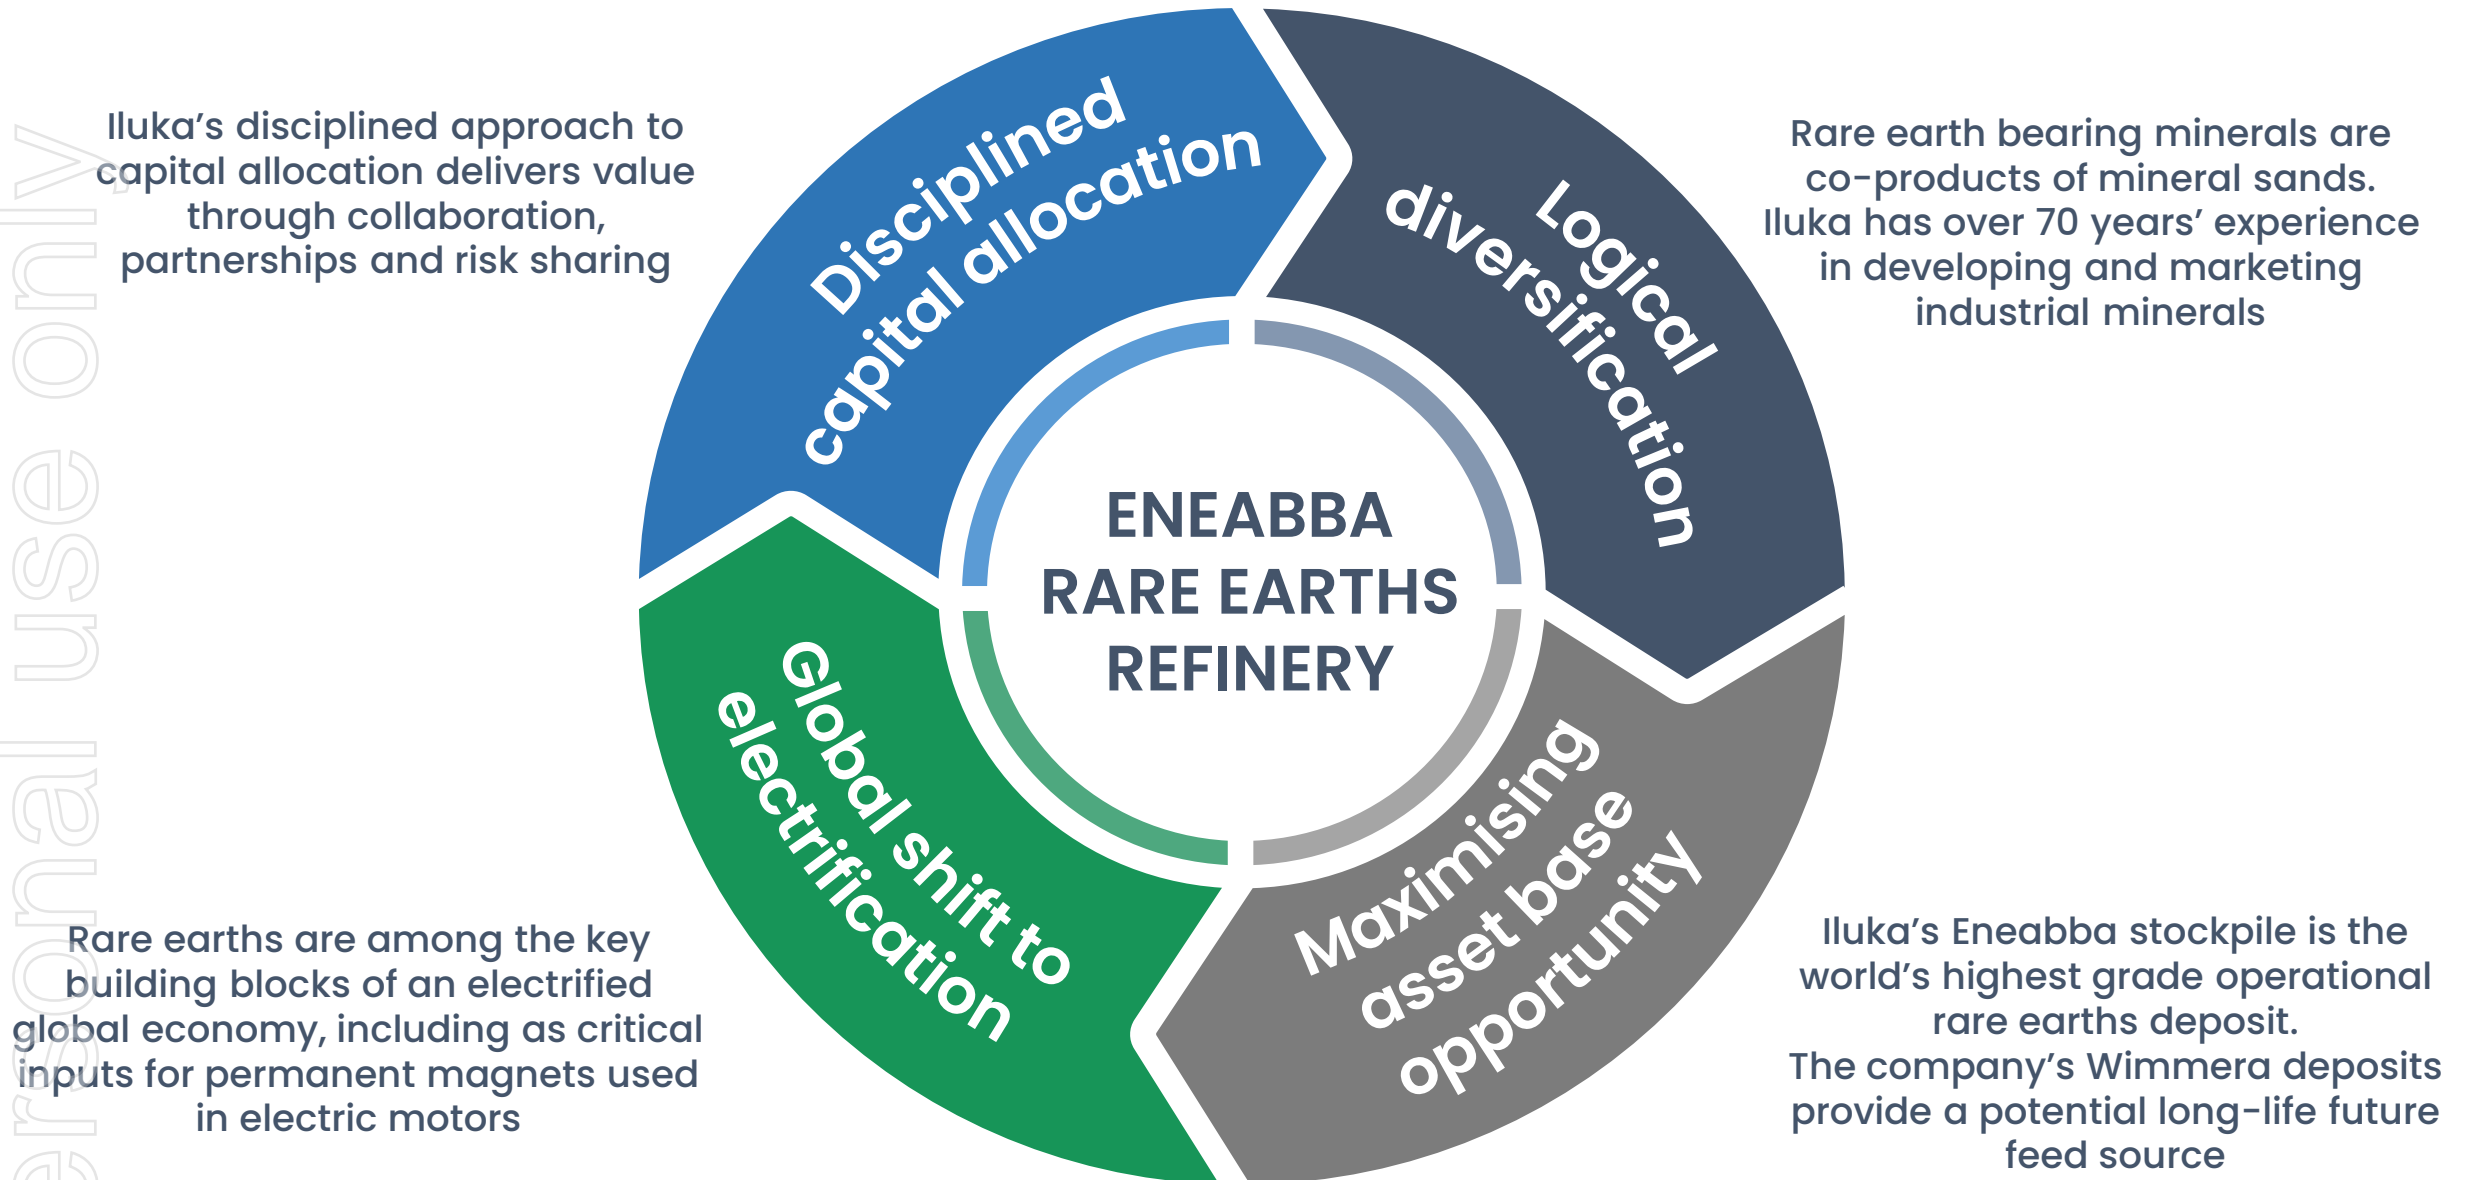 Iluka's disciplined approach to
capital allocation delivers value
through collaboration,
partnerships and risk sharing
Disciplined
capital allocation
Logical
diversification
Rare earth bearing minerals are
co-products of mineral sands.
Iluka has over 70 years' experience
in developing and marketing
industrial minerals
ENEABBA
RARE EARTHS
REFINERY
Global shift to
electrification
Maximising
asset base
opportunity
Rare earths are among the key
building blocks of an electrified
global economy, including as critical
inputs for permanent magnets used
in electric motors
Iluka's Eneabba stockpile is the
world's highest grade operational
rare earths deposit.
The company's Wimmera deposits
provide a potential long-life future
feed source
ersonal use only